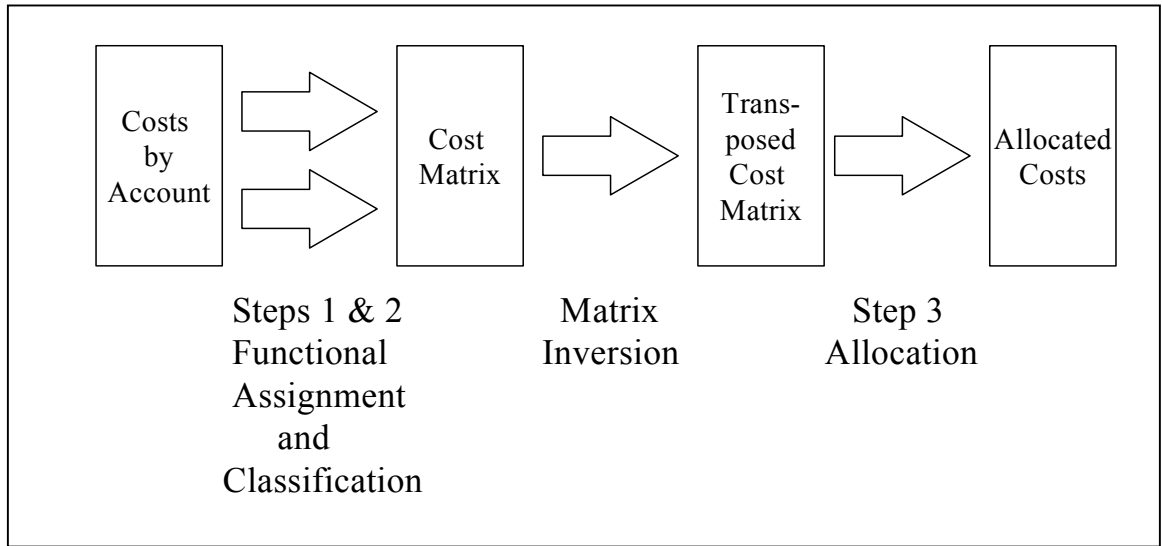 Costs
by
Account
Cost
Matrix
Trans-
posed
Cost
Matrix
Allocated
Costs
Steps 1 & 2
Functional
Assignment
and
Classification
Matrix
Inversion
Step 3
Allocation